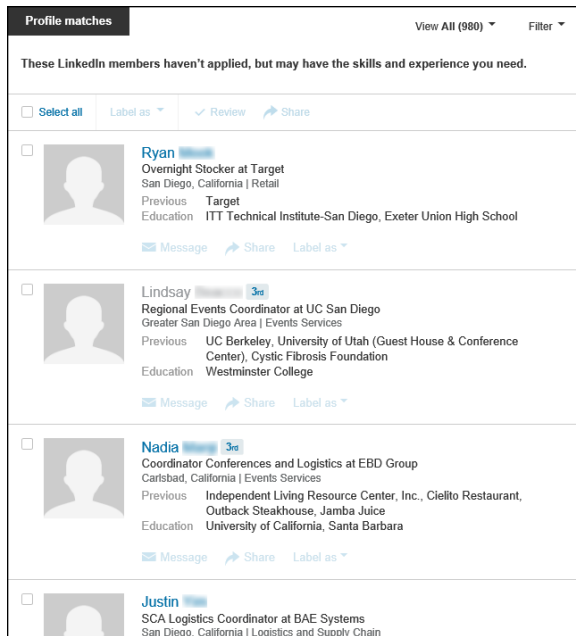 Profile matches
View All (980)
Filter
These LinkedIn members haven't applied, but may have the skills and experience you need.
Select all
Label as
Review
Share
Ryan
Overnight Stocker at Target
San Diego, California | Retail
Previous Target
Education ITT Technical Institute-San Diego, Exeter Union High School
Message Share Label as
Lindsay 3rd
Regional Events Coordinator at UC San Diego
Greater San Diego Area | Events Services
Previous UC Berkeley, University of Utah (Guest House & Conference
Center), Cystic Fibrosis Foundation
Education Westminster College
Message Share Label as
Nadia 3rd
Coordinator Conferences and Logistics at EBD Group
Carlsbad, California | Events Services
Previous Independent Living Resource Center, Inc., Cielito Restaurant,
Outback Steakhouse, Jamba Juice
Education University of California, Santa Barbara
Message Share Label as
Justin
SCA Logistics Coordinator at BAE Systems
San Diego, California | Logistics and Supply Chain